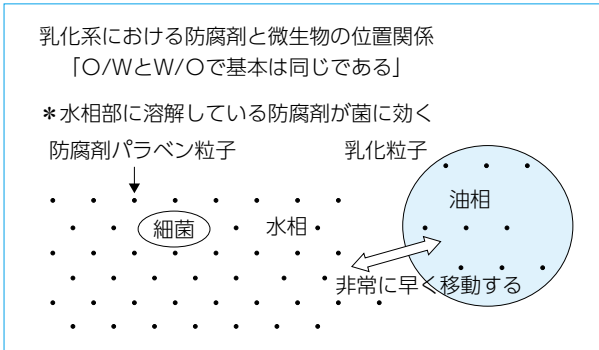 乳化系における防腐剤と微生物の位置関係
「O/WとW/Oで基本は同じである」
＊水相部に溶解している防腐剤が菌に効く
防腐剤パラベン粒子
乳化粒子
油相
細菌
水相
非常に早く移動する